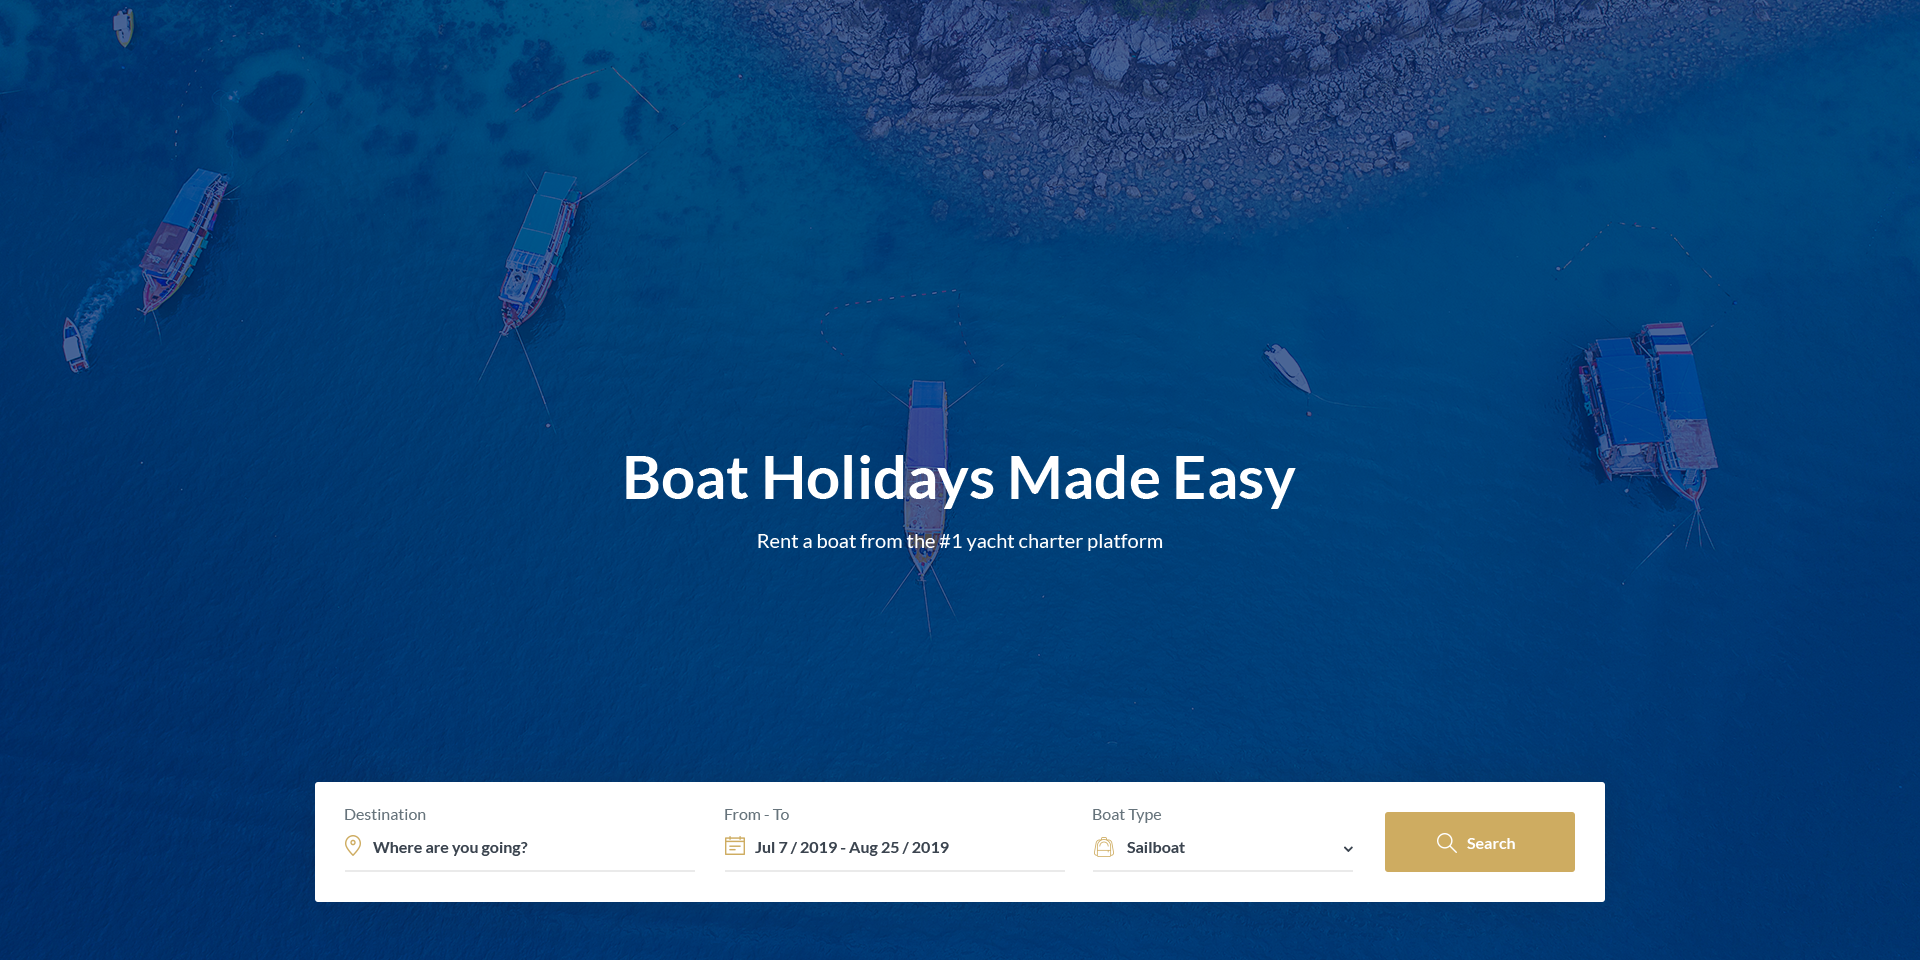 Boat Holidays Made Easy
Rent a boat from the #1 yacht charter platform
Destination
Where are you going?
From - To
Jul 7 / 2019 - Aug 25 / 2019
Boat Type
Sailboat
Search